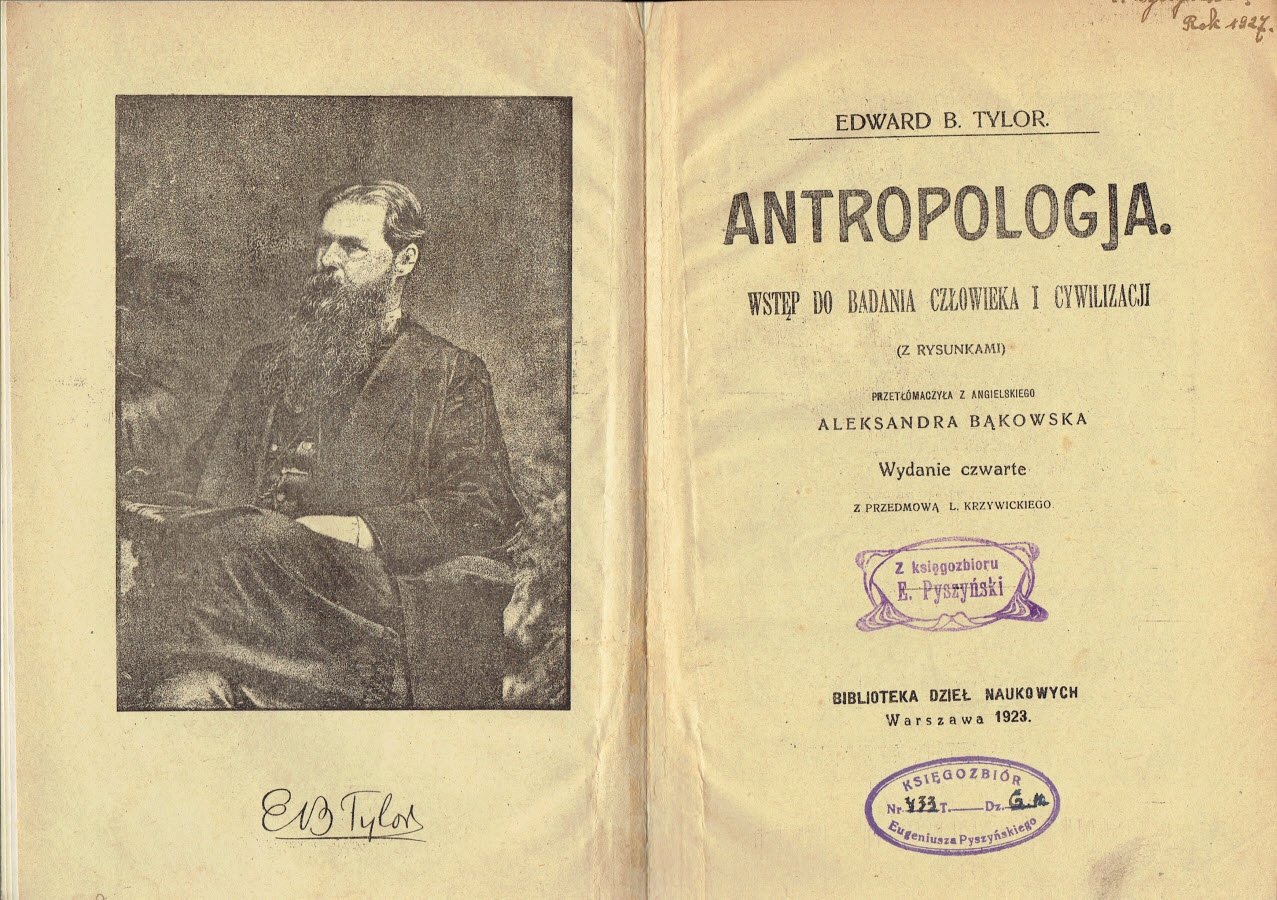 E B Tylor
Rok 1927.
EDWARD B. TYLOR.
ANTROPOLOGJA.
WSTĘP DO BADANIA CZŁOWIEKA I CYWILIZACJI
(Z RYSUNKAMI)
PRZETŁÓMACZYŁA Z ANGIELSKIEGO
ALEKSANDRA BĄKOWSKA
Wydanie czwarte
Z PRZEDMOWĄ L. KRZYWICKIEGO
Z księgozbioru
E. Pyszyński
BIBLIOTEKA DZIEŁ NAUKOWYCH
Warszawa 1923.
KSIĘGOZBIÓR
Nr. 433 T. Dz. G.
Eugeniusza Pyszyńskiego